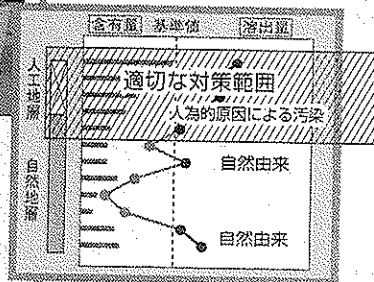 含有量 基準値 溶出量
人工地層
適切な対策範囲
人為的原因による汚染
自然地層
自然由来
自然由来